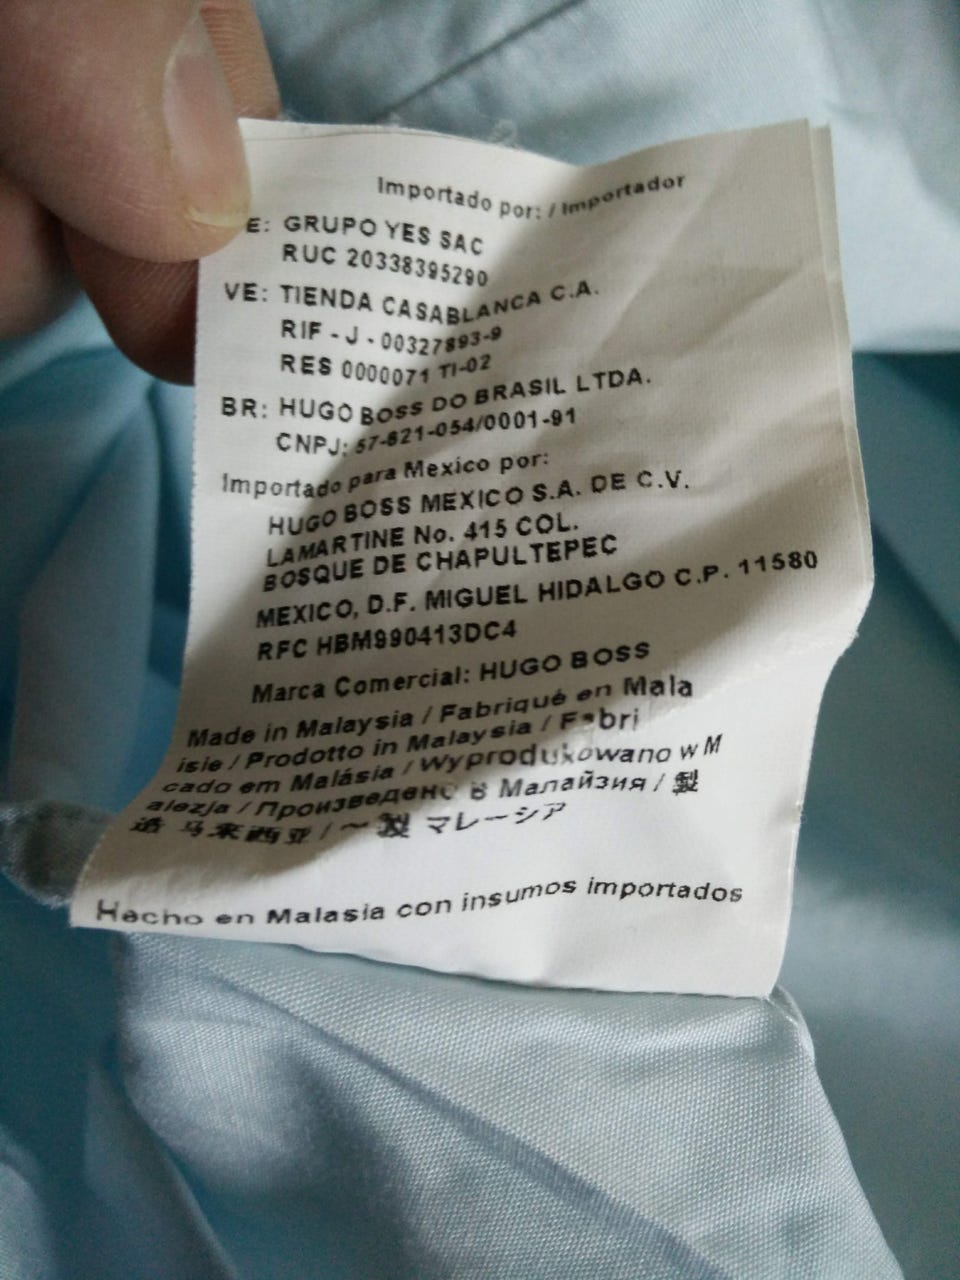 Importado por: / Importador
E: GRUPO YES SAC
RUC 20338395290
VE: TIENDA CASABLANCA C.A.
RIF - J - 00327893-9
RES 0000071 TI-02
BR: HUGO BOSS DO BRASIL LTDA.
CNPJ: 57-821-054/0001-91
Importado para Mexico por:
HUGO BOSS MEXICO S.A. DE C.V.
LAMARTINE No. 415 COL.
BOSQUE DE CHAPULTEPEC
MEXICO, D.F. MIGUEL HIDALGO C.P. 11580
RFC HBM990413DC4
Marca Comercial: HUGO BOSS
Made in Malaysia / Fabriqué en Mala
isie / Prodotto in Malaysia / Fabri
cado em Malásia / Wyprodukowano w M
alezja / Произведено в Малайзия / 製
造 马来西亚 / ～製 マレーシア
Hecho en Malasia con insumos importados